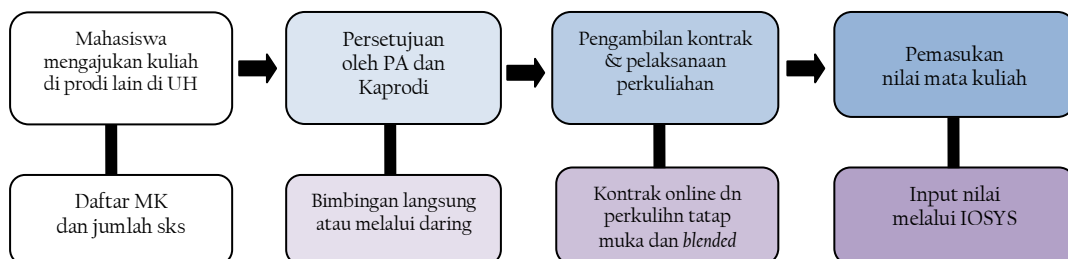 Mahasiswa
mengajukan kuliah
di prodi lain di UH
Persetujuan
oleh PA dan
Kaprodi
Pengambilan kontrak
& pelaksanaan
perkuliahan
Pemasukan
nilai mata kuliah
Daftar MK
dan jumlah sks
Bimbingan langsung
atau melalui daring
Kontrak online dn
perkulihn tatap
muka dan blended
Input nilai
melalui IOSYS